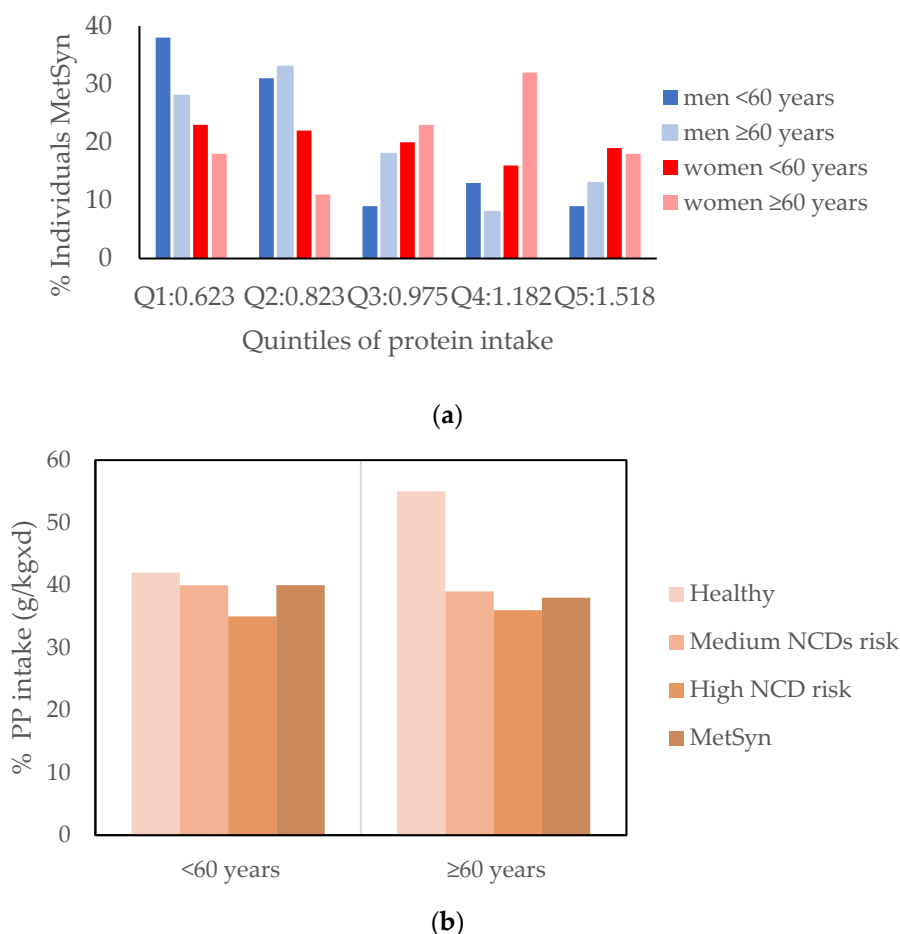 % Individuals MetSyn
40
30
20
10
0
men <60 years
men ≥60 years
women <60 years
women ≥60 years
Q1:0.623 Q2:0.823 Q3:0.975 Q4:1.182 Q5:1.518
Quintiles of protein intake
(a)
% PP intake (g/kgxd)
60
50
40
30
20
10
0
Healthy
Medium NCDs risk
High NCD risk
MetSyn
<60 years ≥60 years
(b)